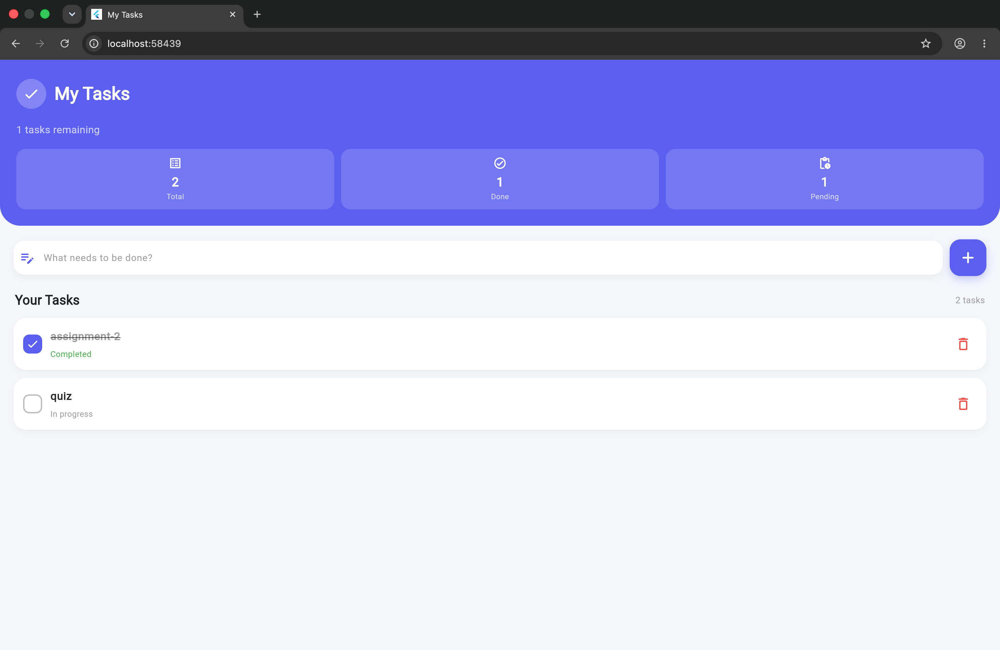 My Tasks
localhost:58439
My Tasks
1 tasks remaining
2
Total
1
Done
1
Pending
What needs to be done?
Your Tasks
2 tasks
assignment-2
Completed
quiz
In progress